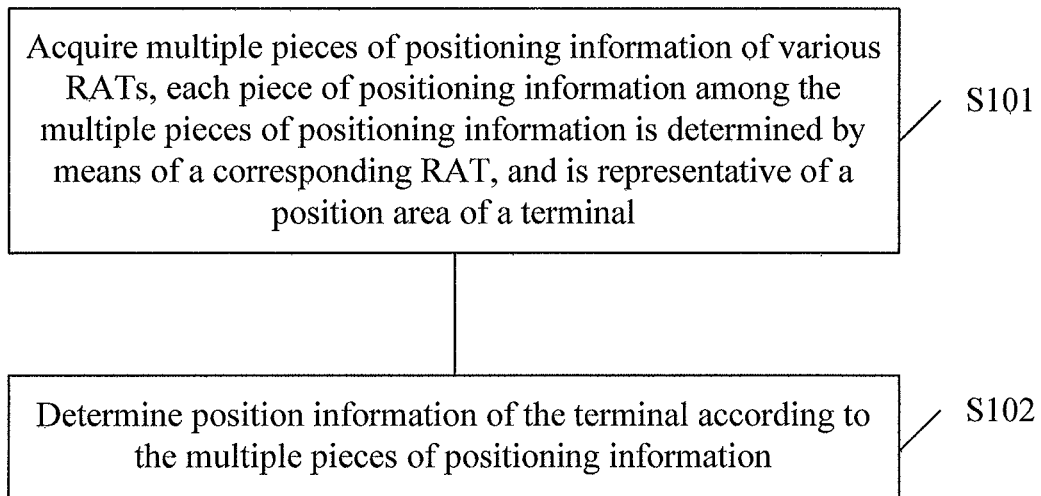 Acquire multiple pieces of positioning information of various
RATs, each piece of positioning information among the
multiple pieces of positioning information is determined by
means of a corresponding RAT, and is representative of a
position area of a terminal
S101
Determine position information of the terminal according to
the multiple pieces of positioning information
S102